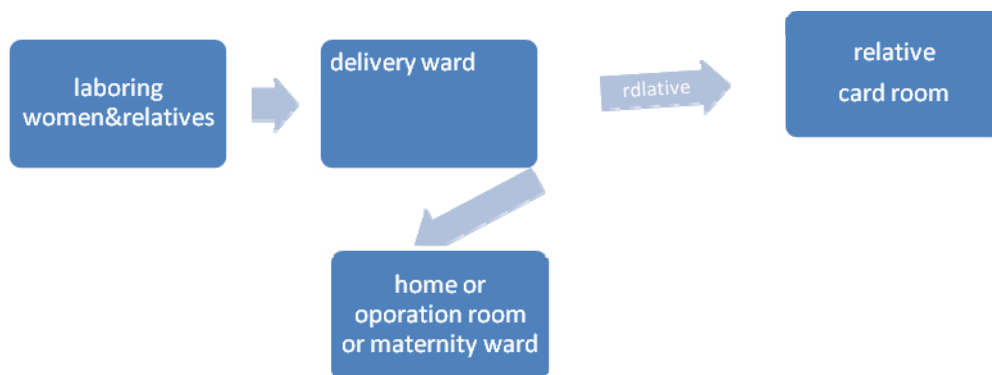 laboring
women&relatives
delivery ward
rdlative
relative
card room
home or
oporation room
or maternity ward